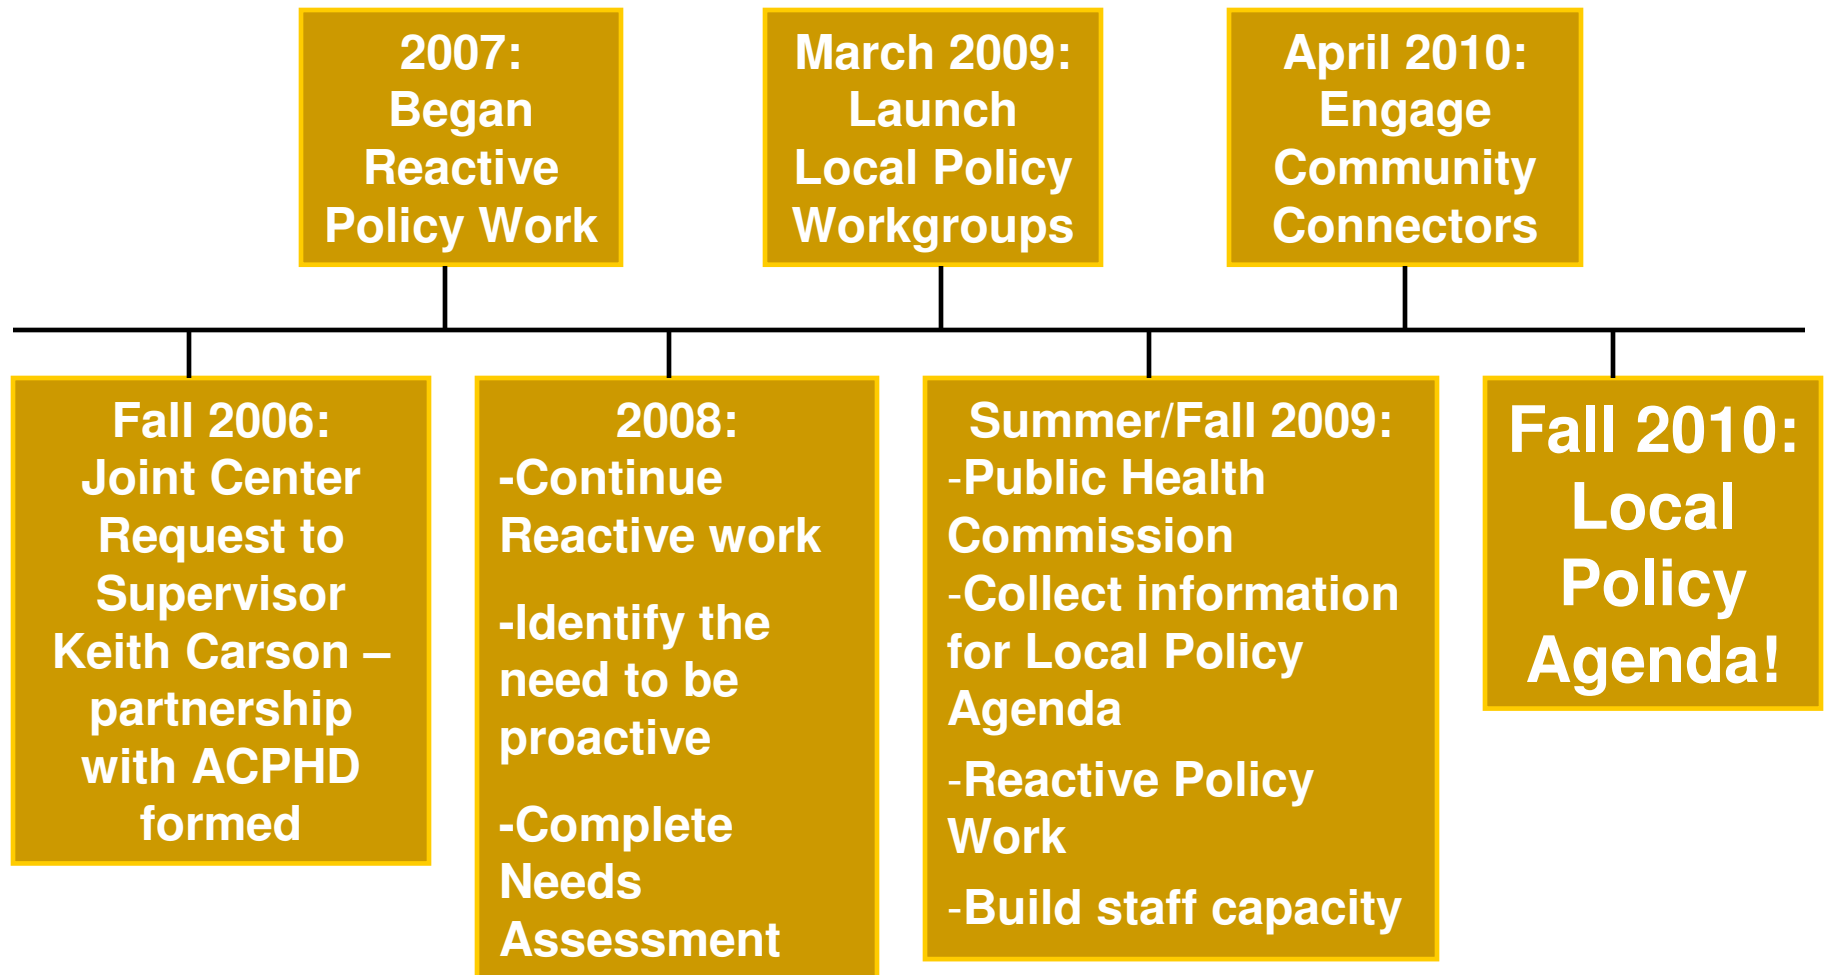 2007:
Began
Reactive
Policy Work
March 2009:
Launch
Local Policy
Workgroups
April 2010:
Engage
Community
Connectors
Fall 2006:
Joint Center
Request to
Supervisor
Keith Carson –
partnership
with ACPHD
formed
2008:
-Continue
Reactive work
-Identify the
need to be
proactive
-Complete
Needs
Assessment
Summer/Fall 2009:
-Public Health
Commission
-Collect information
for Local Policy
Agenda
-Reactive Policy
Work
-Build staff capacity
Fall 2010:
Local
Policy
Agenda!